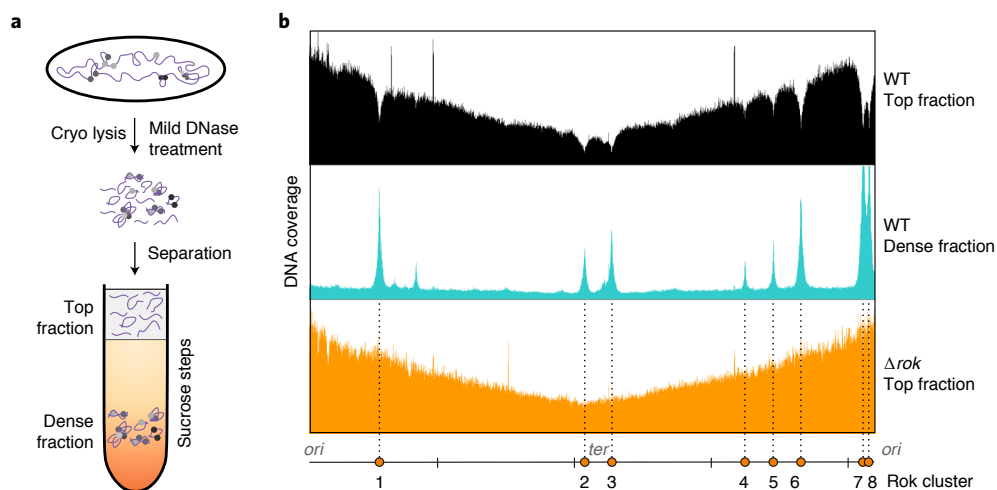 a
Cryo lysis
Mild DNase
treatment
Separation
Top
fraction
Dense
fraction
Sucrose steps
b
DNA coverage
WT
Top fraction
WT
Dense fraction
Δrok
Top fraction
ori
ter
ori
1
2
3
4
5
6
7
8
Rok cluster